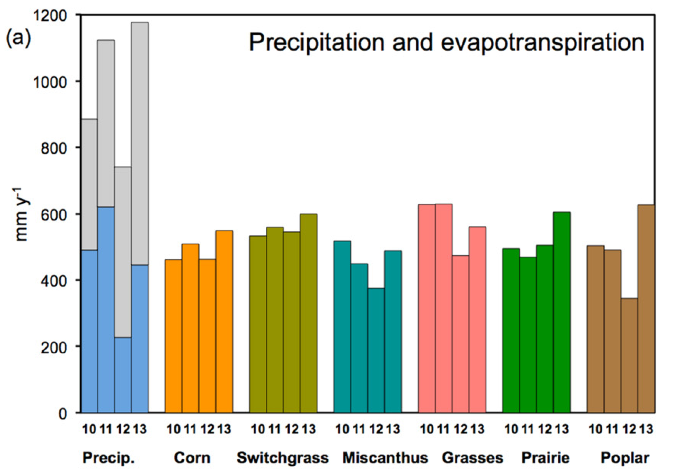 (a)
Precipitation and evapotranspiration
1200
1000
800
600
400
200
0
mm y-1
10 11 12 13 10 11 12 13 10 11 12 13 10 11 12 13 10 11 12 13 10 11 12 13 10 11 12 13
Precip. Corn Switchgrass Miscanthus Grasses Prairie Poplar